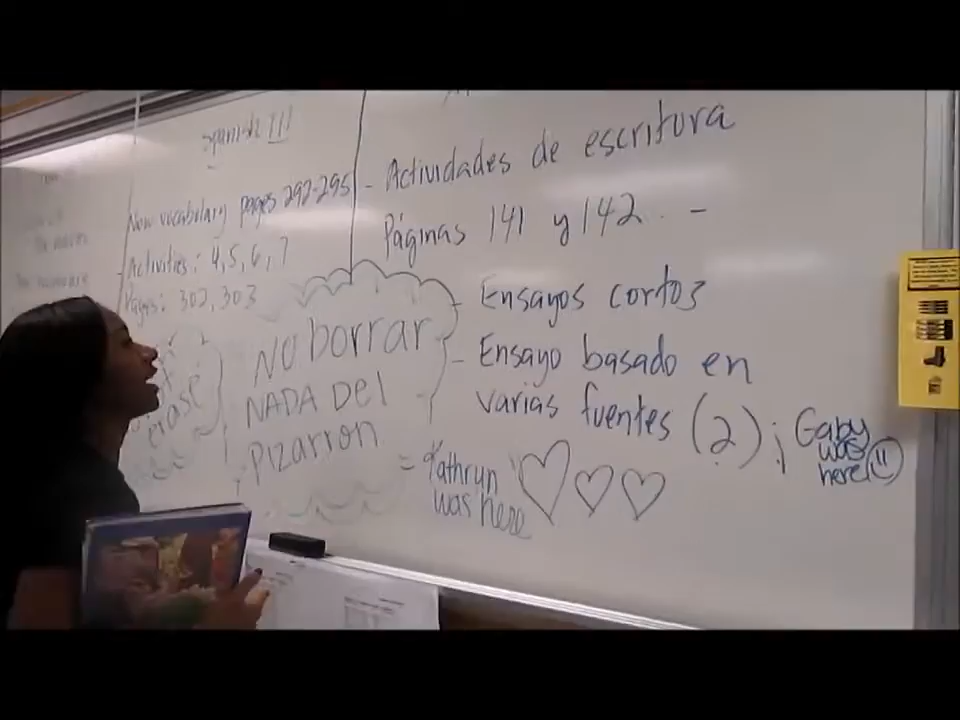 Spanish III
New vocabulary pages 292-295
Activities: 4, 5, 6, 7
Pages: 302, 303
erase
NO borrar
NADA Del
Pizarron
- Actividades de escritura
Páginas 141 y 142. -
Ensayos cortos
- Ensayo basado en
varias fuentes (2) ;
Kathryn
was here
Gaby
was
here!